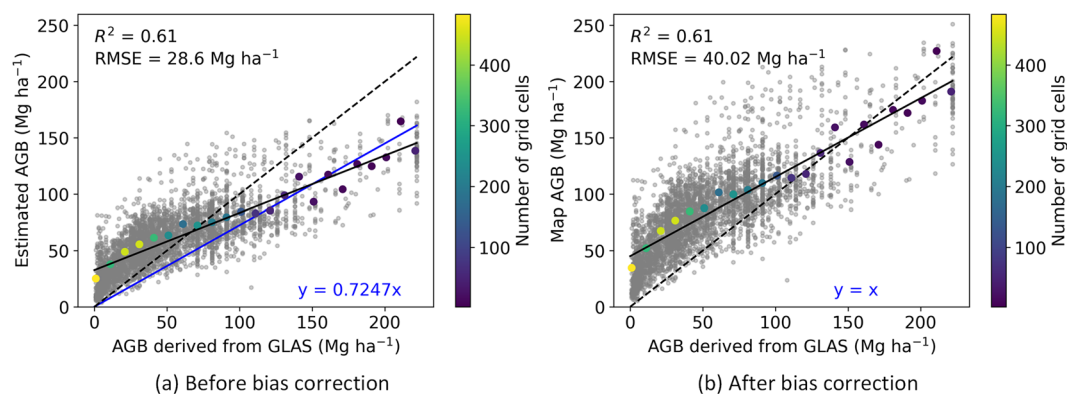 R² = 0.61
RMSE = 28.6 Mg ha⁻¹
250
200
150
100
50
0
Estimated AGB (Mg ha⁻¹)
y = 0.7247x
0 50 100 150 200
AGB derived from GLAS (Mg ha⁻¹)
400
300
200
100
Number of grid cells
(a) Before bias correction
R² = 0.61
RMSE = 40.02 Mg ha⁻¹
250
200
150
100
50
0
Map AGB (Mg ha⁻¹)
y = x
0 50 100 150 200
AGB derived from GLAS (Mg ha⁻¹)
400
300
200
100
Number of grid cells
(b) After bias correction